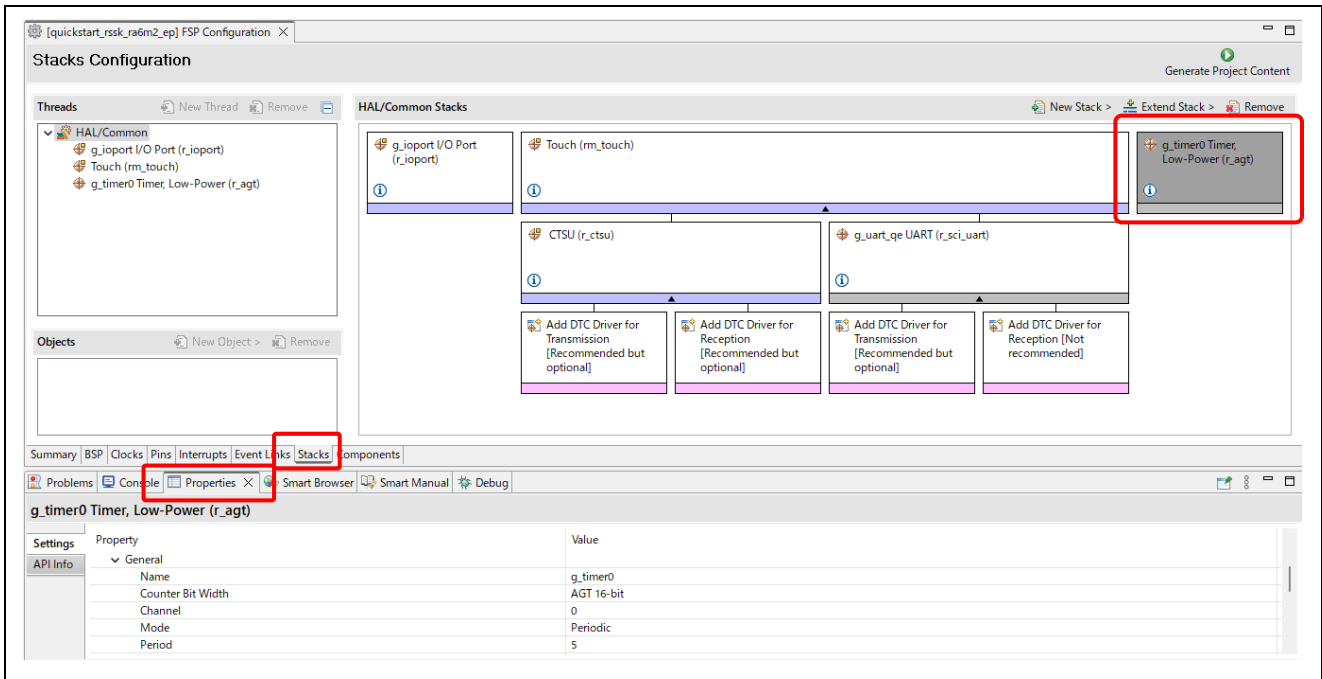 [quickstart_rssk_ra6m2_ep] FSP Configuration
Stacks Configuration
Generate Project Content
Threads
New Thread
Remove
HAL/Common Stacks
New Stack >
Extend Stack >
Remove
HAL/Common
g_ioport I/O Port (r_ioport)
Touch (rm_touch)
g_timer0 Timer, Low-Power (r_agt)
g_ioport I/O Port
(r_ioport)
Touch (rm_touch)
g_timer0 Timer,
Low-Power (r_agt)
CTSU (r_ctsu)
g_uart_qe UART (r_sci_uart)
Add DTC Driver for
Transmission
[Recommended but
optional]
Add DTC Driver for
Reception
[Recommended but
optional]
Add DTC Driver for
Transmission
[Recommended but
optional]
Add DTC Driver for
Reception [Not
recommended]
Objects
New Object >
Remove
Summary BSP Clocks Pins Interrupts Event Links Stacks Components
Problems Console Properties Smart Browser Smart Manual Debug
g_timer0 Timer, Low-Power (r_agt)
Settings
API Info
Property Value
General
Name g_timer0
Counter Bit Width AGT 16-bit
Channel 0
Mode Periodic
Period 5